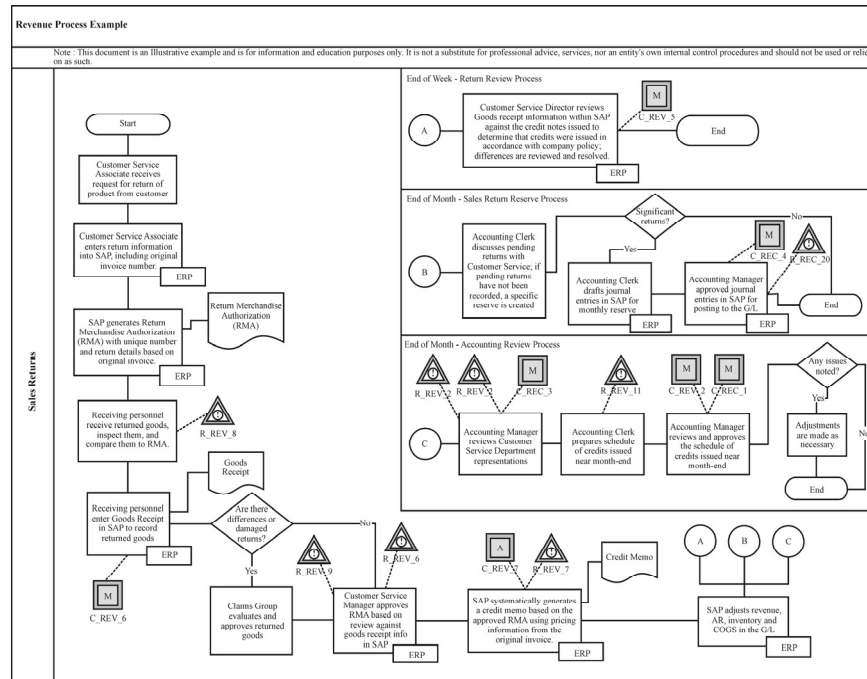 Revenue Process Example
Note : This document is an Illustrative example and is for information and education purposes only. It is not a substitute for professional advice, services, nor an entity's own internal control procedures and should not be used or relie
on as such.
Sales Returns
Start
Customer Service
Associate receives
request for return of
product from customer
Customer Service Associate
enters return information
into SAP, including original
invoice number.
ERP
SAP generates Return
Merchandise Authorization
(RMA) with unique number
and return details based on
original invoice.
ERP
Return Merchandise
Authorization
(RMA)
Receiving personnel
receive returned goods,
inspect them, and
compare them to RMA.
R_REV_8
Receiving personnel
enter Goods Receipt
in SAP to record
returned goods
ERP
Goods
Receipt
M
C_REV_6
Are there
differences or
damaged
returns?
No
Yes
Claims Group
evaluates and
approves returned
goods
R_REV_9
R_REV_6
Customer Service
Manager approves
RMA based on
review against
goods receipt info
in SAP
ERP
A
C_REV_7
R_REV_7
Credit Memo
SAP systematically generates
a credit memo based on the
approved RMA using pricing
information from the
original invoice.
ERP
A
B
C
SAP adjusts revenue,
AR, inventory and
COGS in the G/L
ERP
End of Week - Return Review Process
A
Customer Service Director reviews
Goods receipt information within SAP
against the credit notes issued to
determine that credits were issued in
accordance with company policy;
differences are reviewed and resolved.
ERP
M
C_REV_5
End
End of Month - Sales Return Reserve Process
B
Accounting Clerk
discusses pending
returns with
Customer Service; if
pending returns
have not been
recorded, a specific
reserve is created
Significant
returns?
No
Yes
Accounting Clerk
drafts journal
entries in SAP for
monthly reserve
ERP
M
C_REC_4
R_REC_20
Accounting Manager
approved journal
entries in SAP for
posting to the G/L
ERP
End
End of Month - Accounting Review Process
C
R_REV_2
R_REV_2
M
C_REC_3
Accounting Manager
reviews Customer
Service Department
representations
R_REV_11
Accounting Clerk
prepares schedule
of credits issued
near month-end
M
C_REV_2
M
C_REC_1
Accounting Manager
reviews and approves
the schedule of
credits issued near
month-end
Any issues
noted?
Yes
No
Adjustments
are made as
necessary
End